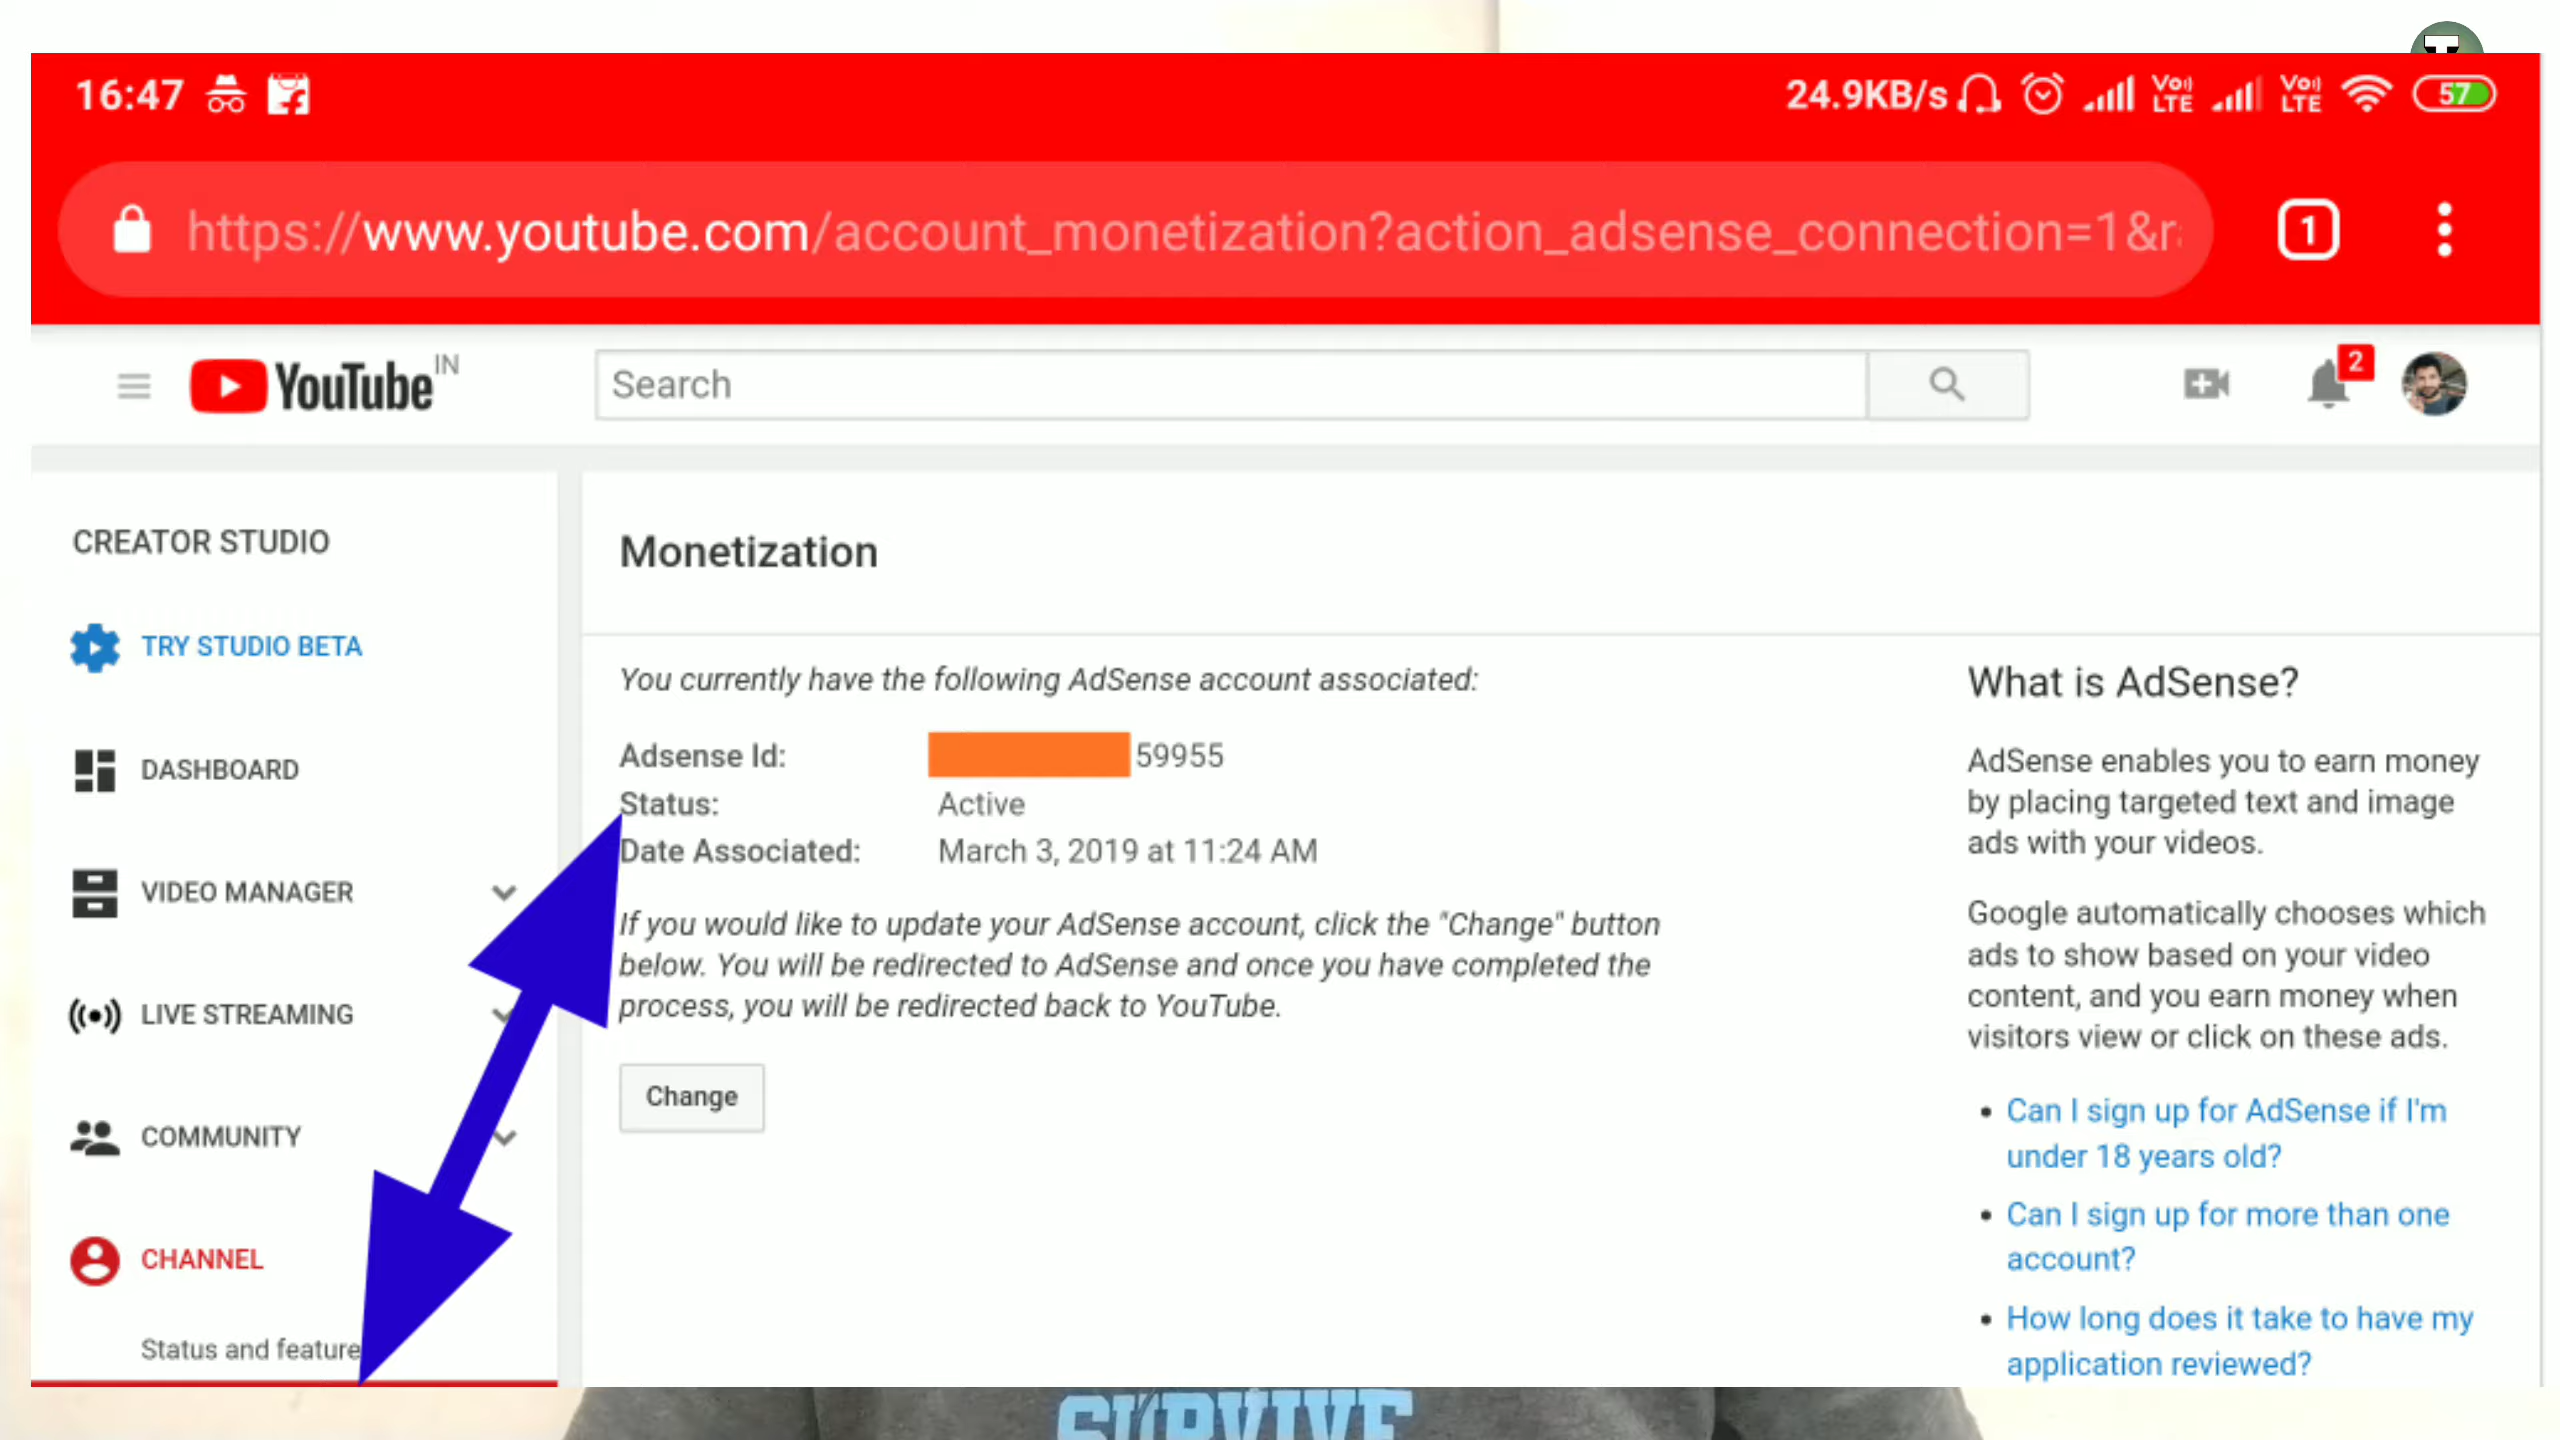 16:47 24.9KB/s Vo) LTE Vo) LTE 57
https://www.youtube.com/account_monetization?action_adsense_connection=1&r 1
YouTube IN Search 2
CREATOR STUDIO
TRY STUDIO BETA
DASHBOARD
VIDEO MANAGER
LIVE STREAMING
COMMUNITY
CHANNEL
Status and feature
Monetization
You currently have the following AdSense account associated:
Adsense Id: 59955
Status: Active
Date Associated: March 3, 2019 at 11:24 AM
If you would like to update your AdSense account, click the "Change" button
below. You will be redirected to AdSense and once you have completed the
process, you will be redirected back to YouTube.
Change
What is AdSense?
AdSense enables you to earn money
by placing targeted text and image
ads with your videos.
Google automatically chooses which
ads to show based on your video
content, and you earn money when
visitors view or click on these ads.
• Can I sign up for AdSense if I'm
under 18 years old?
• Can I sign up for more than one
account?
• How long does it take to have my
application reviewed?
SURVIVE